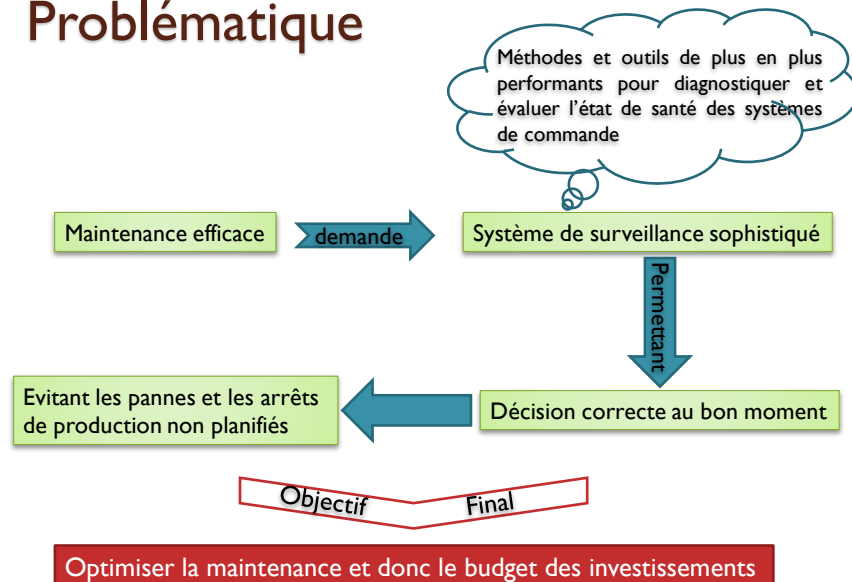 Problématique
Méthodes et outils de plus en plus
performants pour diagnostiquer et
évaluer l’état de santé des systèmes
de commande
Maintenance efficace
demande
Système de surveillance sophistiqué
Permettant
Evitant les pannes et les arrêts
de production non planifiés
Décision correcte au bon moment
Objectif Final
Optimiser la maintenance et donc le budget des investissements